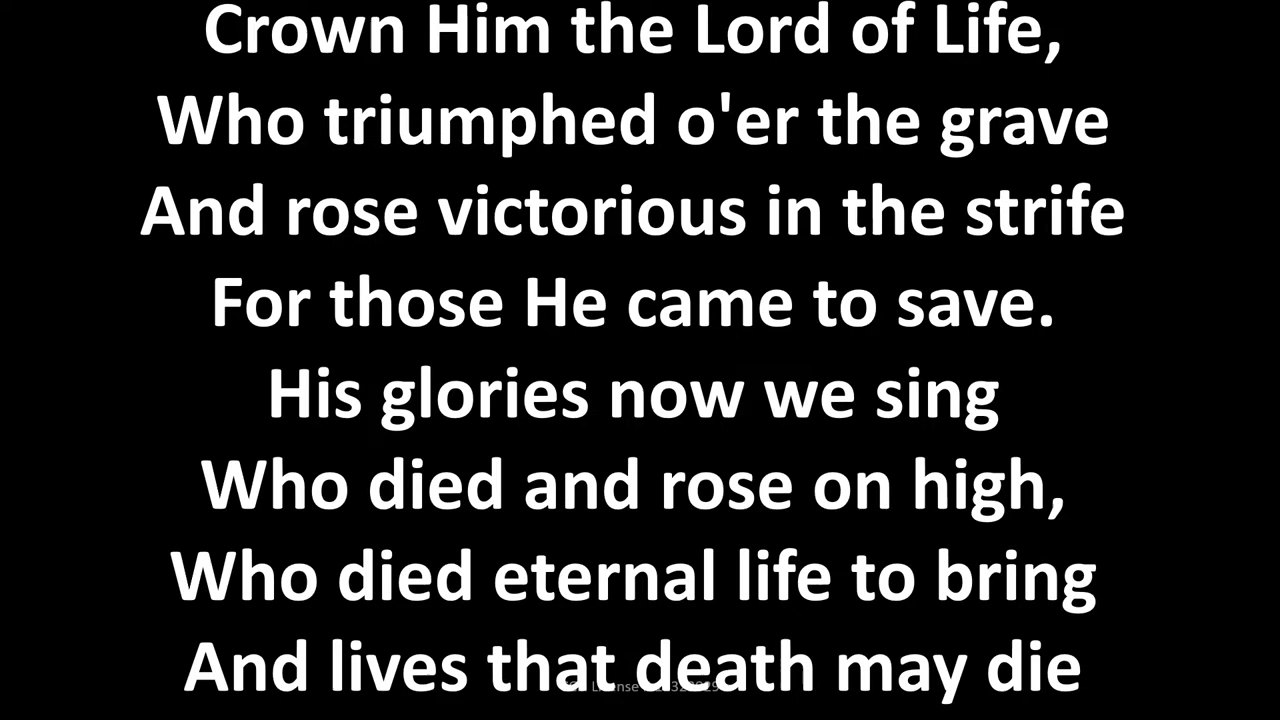 Crown Him the Lord of Life,
Who triumphed o'er the grave
And rose victorious in the strife
For those He came to save.
His glories now we sing
Who died and rose on high,
Who died eternal life to bring
And lives that death may die